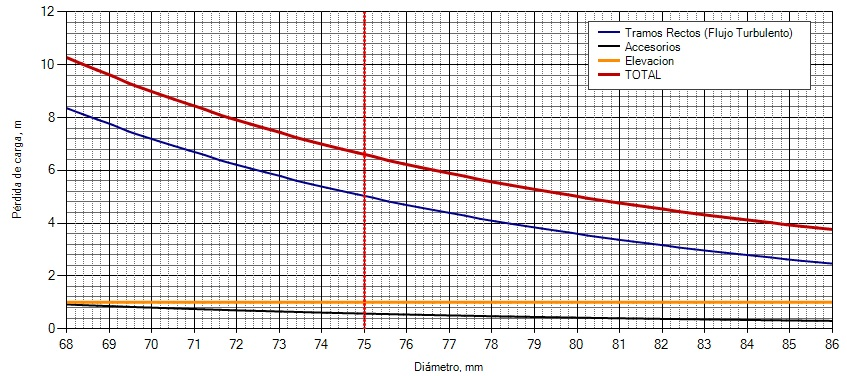 12
10
8
6
4
2
0
Pérdida de carga, m
Tramos Rectos (Flujo Turbulento)
Accesorios
Elevacion
TOTAL
68 69 70 71 72 73 74 75 76 77 78 79 80 81 82 83 84 85 86
Diámetro, mm